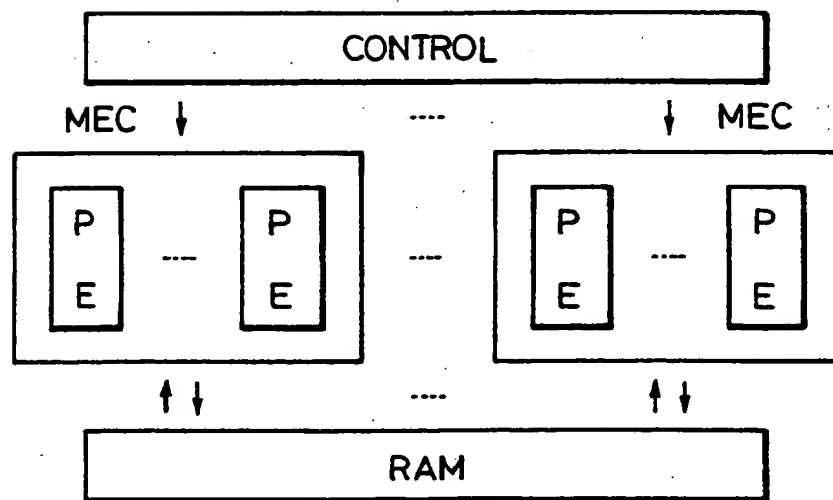 CONTROL
MEC ↓ ---- ↓ MEC
P ---- P ---- P ---- P
E E E E
↑ ↓ ---- ↑ ↓
RAM